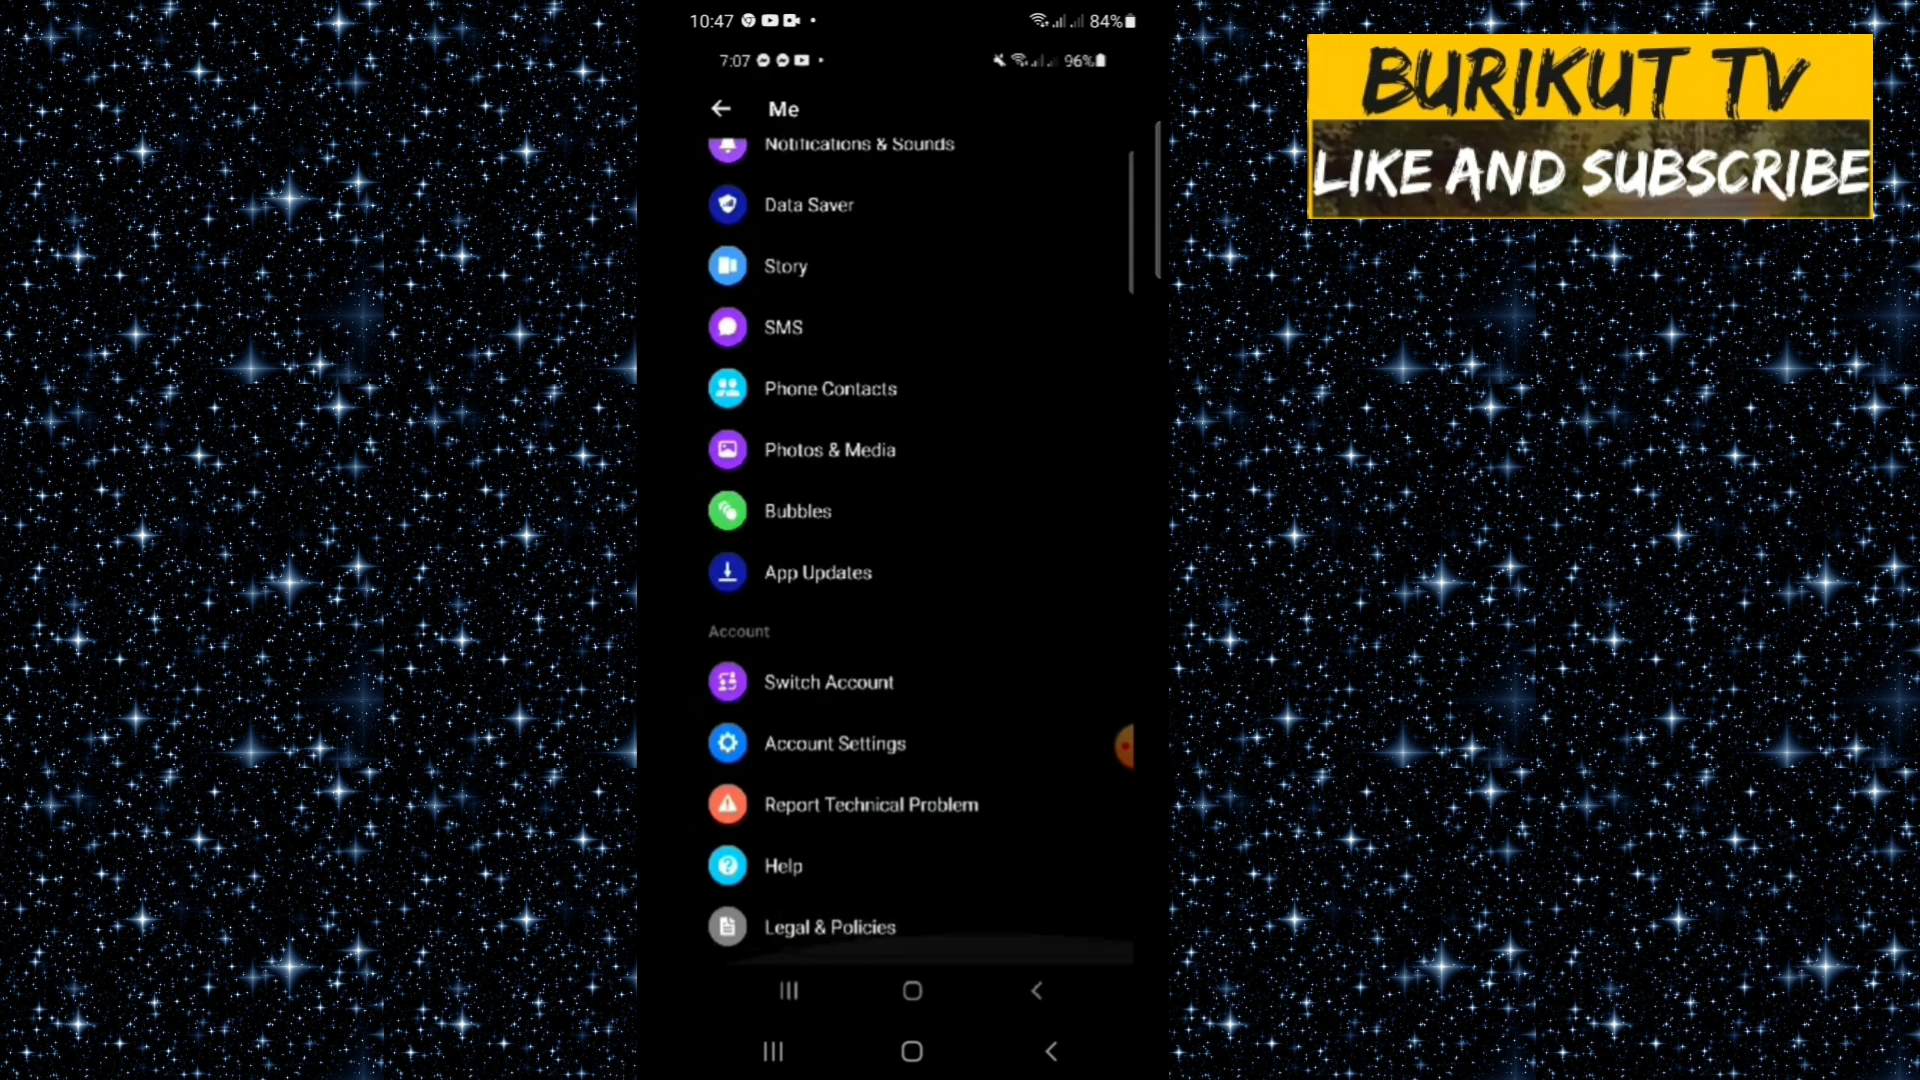 10:47
84%
7:07
96%
Me
Notifications & Sounds
Data Saver
Story
SMS
Phone Contacts
Photos & Media
Bubbles
App Updates
Account
Switch Account
Account Settings
Report Technical Problem
Help
Legal & Policies
BURIKUT TV
LIKE AND SUBSCRIBE